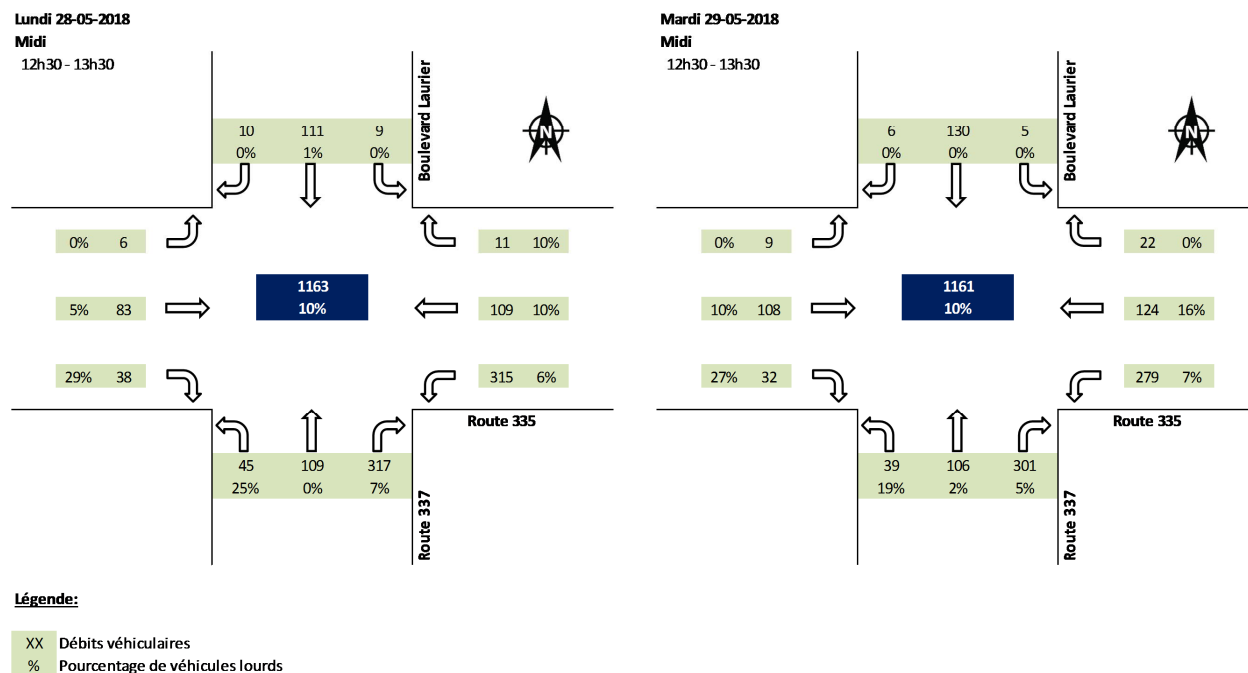 Lundi 28-05-2018
Midi
12h30 - 13h30
Boulevard Laurier
N
10 111 9
0% 1% 0%
0% 6
11 10%
1163
10%
5% 83
109 10%
29% 38
315 6%
Route 335
45 109 317
25% 0% 7%
Route 337
Mardi 29-05-2018
Midi
12h30 - 13h30
Boulevard Laurier
N
6 130 5
0% 0% 0%
0% 9
22 0%
1161
10%
10% 108
124 16%
27% 32
279 7%
Route 335
39 106 301
19% 2% 5%
Route 337
Légende:
XX Débits véhiculaires
% Pourcentage de véhicules lourds